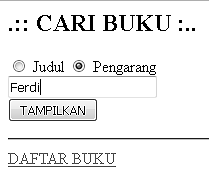 .:: CARI BUKU :..
Judul Pengarang
Ferdi
TAMPILKAN
DAFTAR BUKU